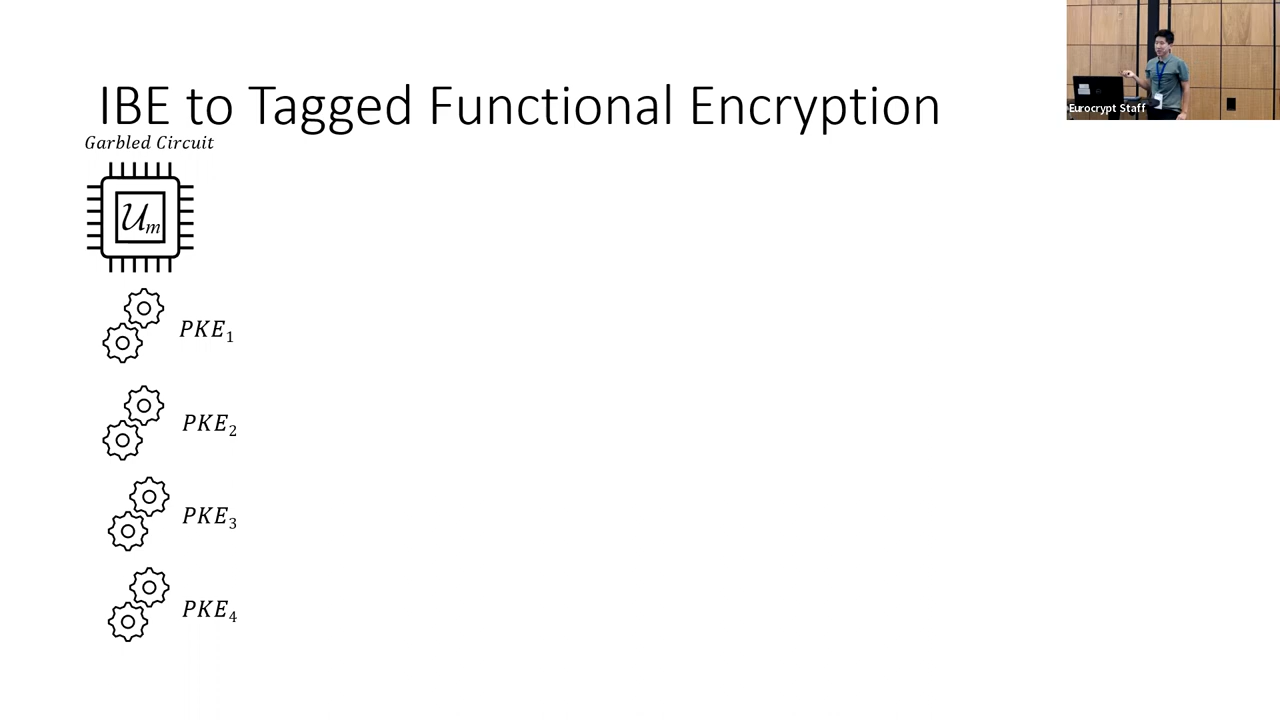 IBE to Tagged Functional Encryption
Eurocrypt Staff
Garbled Circuit
𝒰m
PKE1
PKE2
PKE3
PKE4